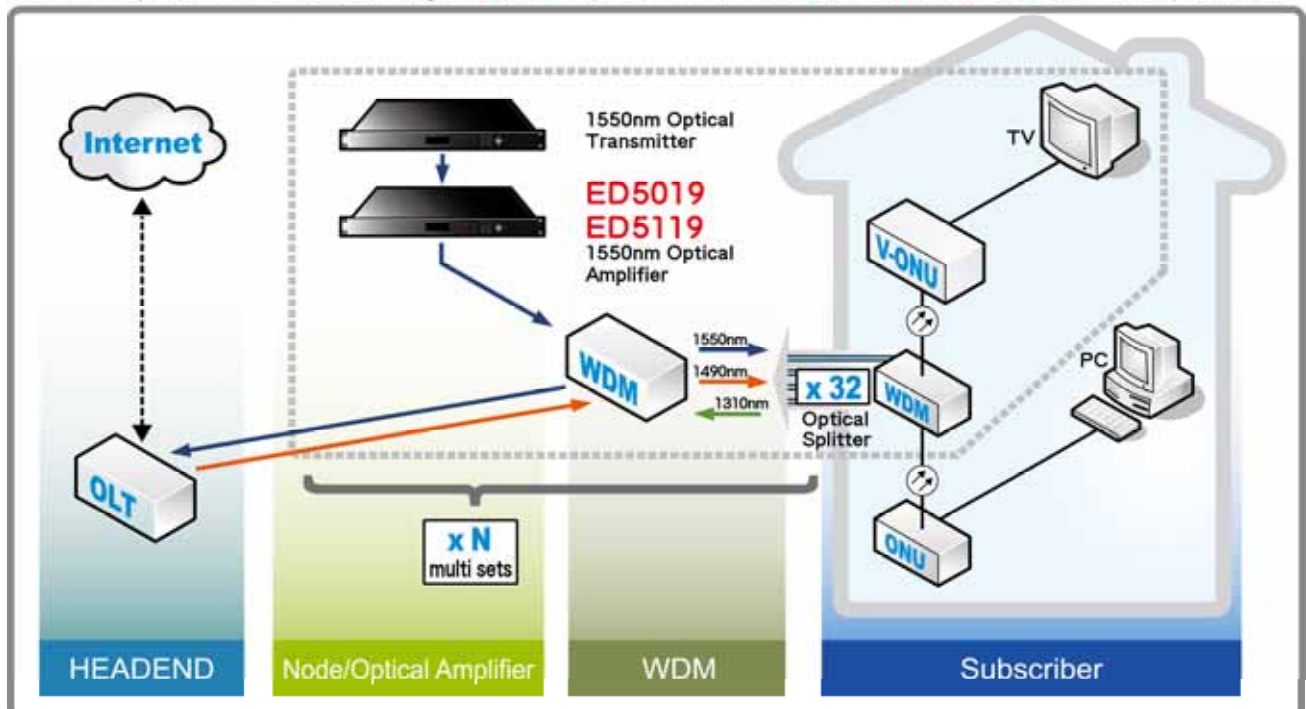 Internet
1550nm Optical
Transmitter
ED5019
ED5119
1550nm Optical
Amplifier
TV
V-ONU
WDM
1550nm
1490nm
1310nm
x 32
Optical
Splitter
WDM
PC
OLT
x N
multi sets
ONU
HEADEND
Node/Optical Amplifier
WDM
Subscriber